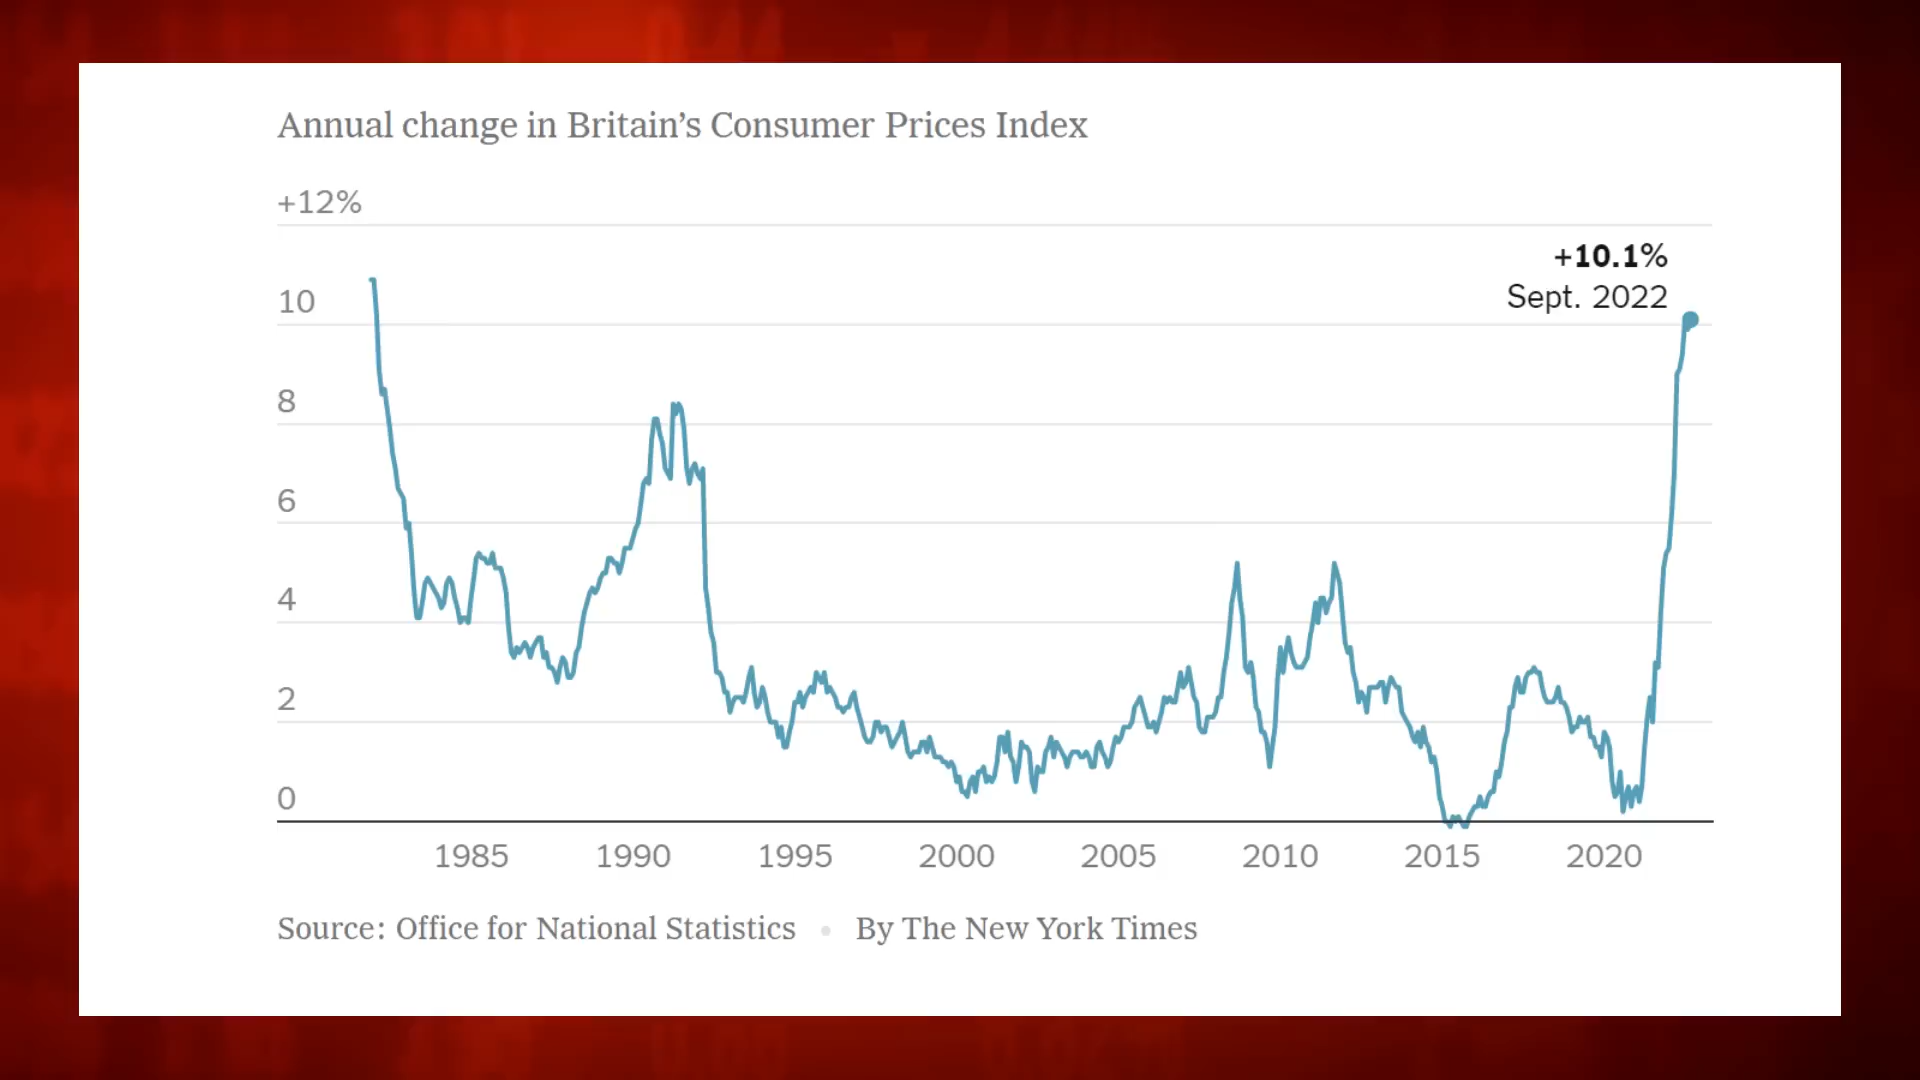 Annual change in Britain’s Consumer Prices Index
+12%
+10.1%
Sept. 2022
10
8
6
4
2
0
1985 1990 1995 2000 2005 2010 2015 2020
Source: Office for National Statistics • By The New York Times